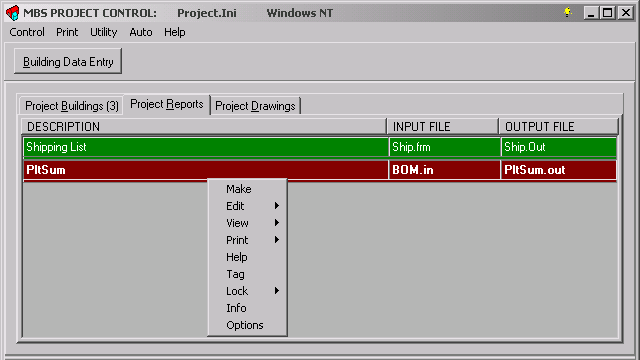 MBS PROJECT CONTROL: Project.Ini Windows NT
Control Print Utility Auto Help
Building Data Entry
Project Buildings (3) Project Reports Project Drawings
DESCRIPTION INPUT FILE OUTPUT FILE
Shipping List Ship.frm Ship.Out
PltSum BOM.in PltSum.out
Make
Edit
View
Print
Help
Tag
Lock
Info
Options